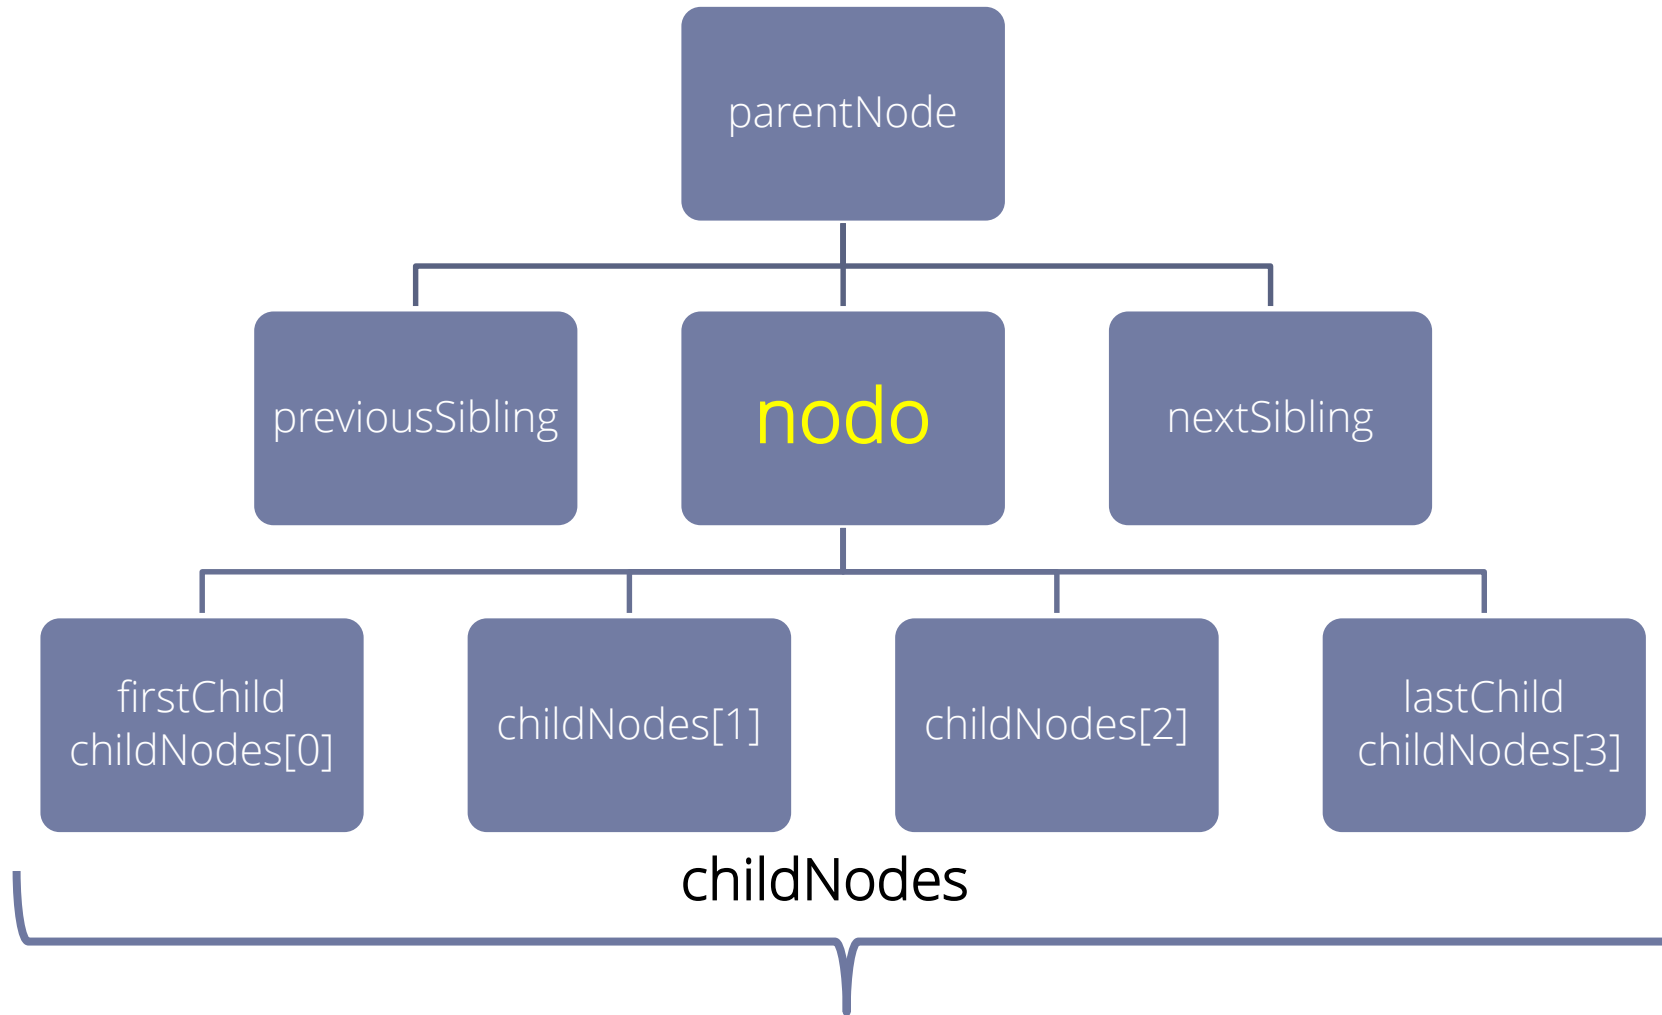 parentNode
previousSibling
nodo
nextSibling
firstChild
childNodes[0]
childNodes[1]
childNodes[2]
lastChild
childNodes[3]
childNodes